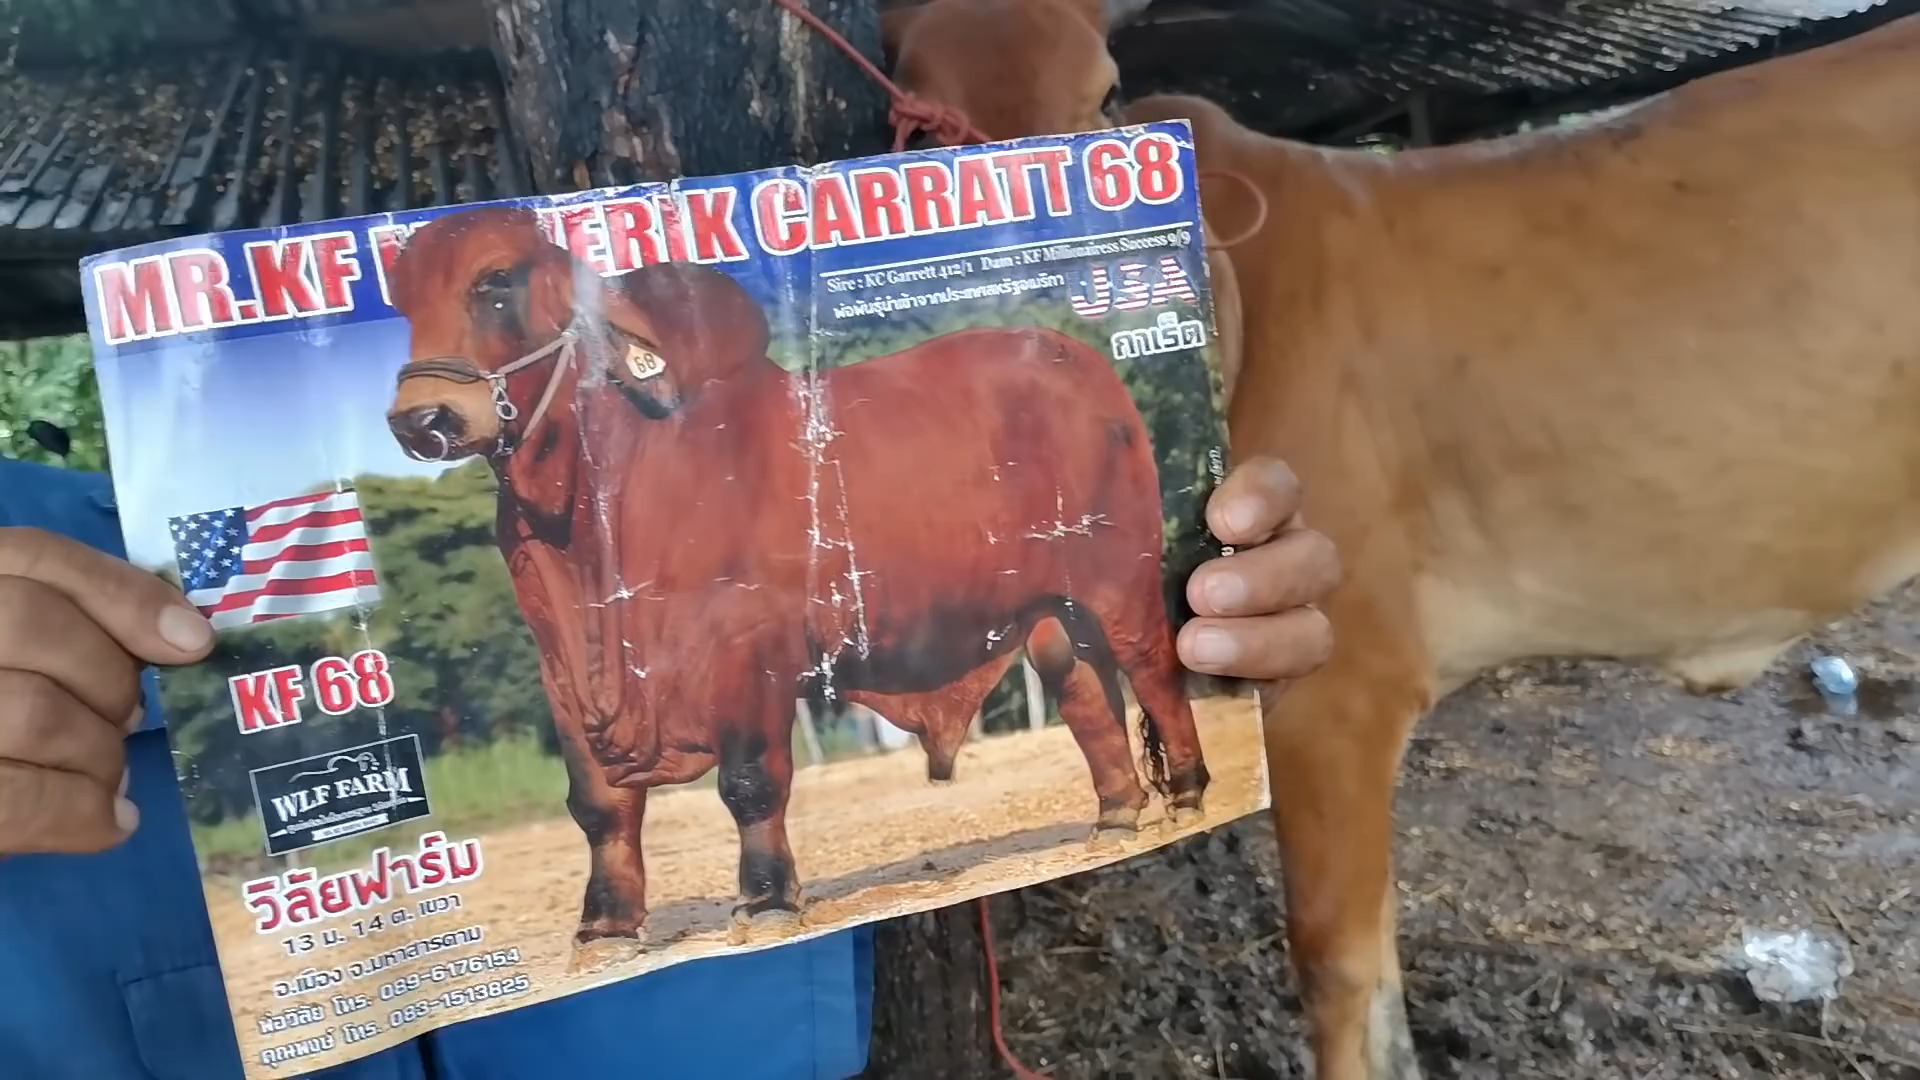 MR.KF ERIK CARRATT 68
Sire : KC Garrett 412/1 Dam : KF Millionairess Success 9/9
พ่อพันธุ์นำเข้าจากประเทศสหรัฐอเมริกา
USA
กาเร็ต
68
KF 68
WLF FARM
วิลัยฟาร์ม
13 ม. 14 ต. เขวา
อ.เมือง จ.มหาสารคาม
พ่อวิลัย โทร. 089-6176154
คุณพงษ์ โทร. 083-1513825